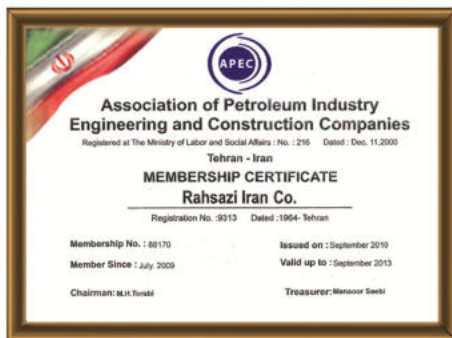 APEC
Association of Petroleum Industry
Engineering and Construction Companies
Registered at The Ministry of Labor and Social Affairs : No. : 216 Dated : Dec. 11,2000
Tehran - Iran
MEMBERSHIP CERTIFICATE
Rahsazi Iran Co.
Registration No. :9313 Dated :1964- Tehran
Membership No. : 88170 Issued on : September 2010
Member Since : July. 2009 Valid up to : September 2013
Chairman: M.H.Torabi Treasurer: Mansoor Saebi